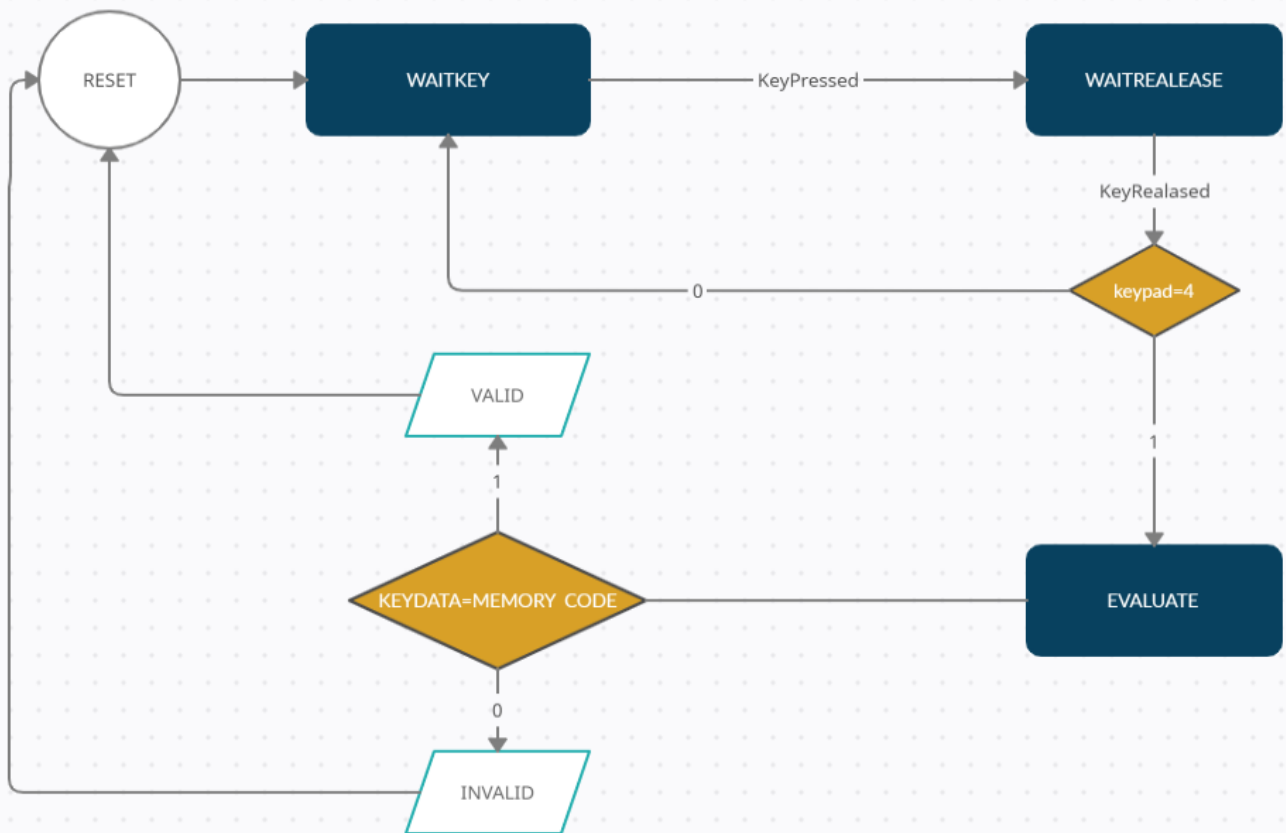 RESET
WAITKEY
KeyPressed
WAITREALEASE
KeyRealased
keypad=4
0
VALID
1
1
KEYDATA=MEMORY CODE
EVALUATE
0
INVALID